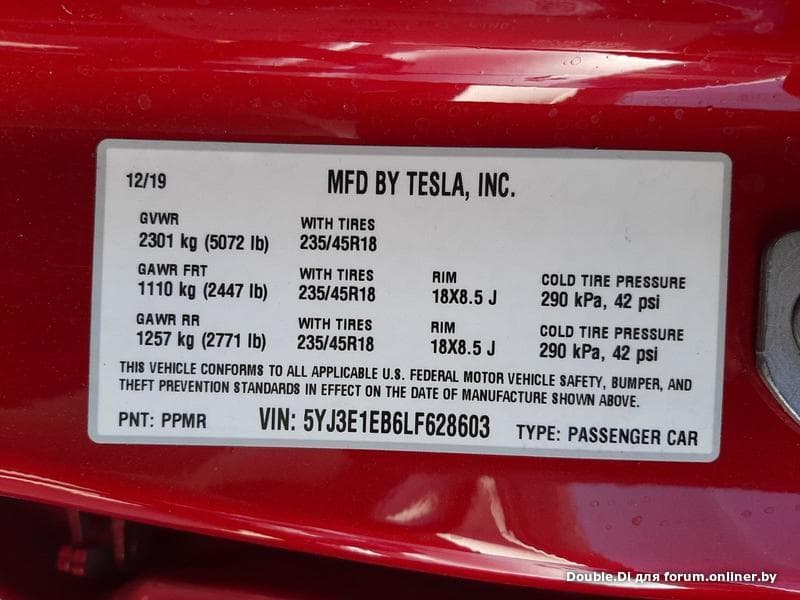 12/19 MFD BY TESLA, INC.
GVWR WITH TIRES
2301 kg (5072 lb) 235/45R18
GAWR FRT WITH TIRES RIM COLD TIRE PRESSURE
1110 kg (2447 lb) 235/45R18 18X8.5 J 290 kPa, 42 psi
GAWR RR WITH TIRES RIM COLD TIRE PRESSURE
1257 kg (2771 lb) 235/45R18 18X8.5 J 290 kPa, 42 psi
THIS VEHICLE CONFORMS TO ALL APPLICABLE U.S. FEDERAL MOTOR VEHICLE SAFETY, BUMPER, AND
THEFT PREVENTION STANDARDS IN EFFECT ON THE DATE OF MANUFACTURE SHOWN ABOVE.
PNT: PPMR VIN: 5YJ3E1EB6LF628603 TYPE: PASSENGER CAR
Double.DI для forum.onliner.by